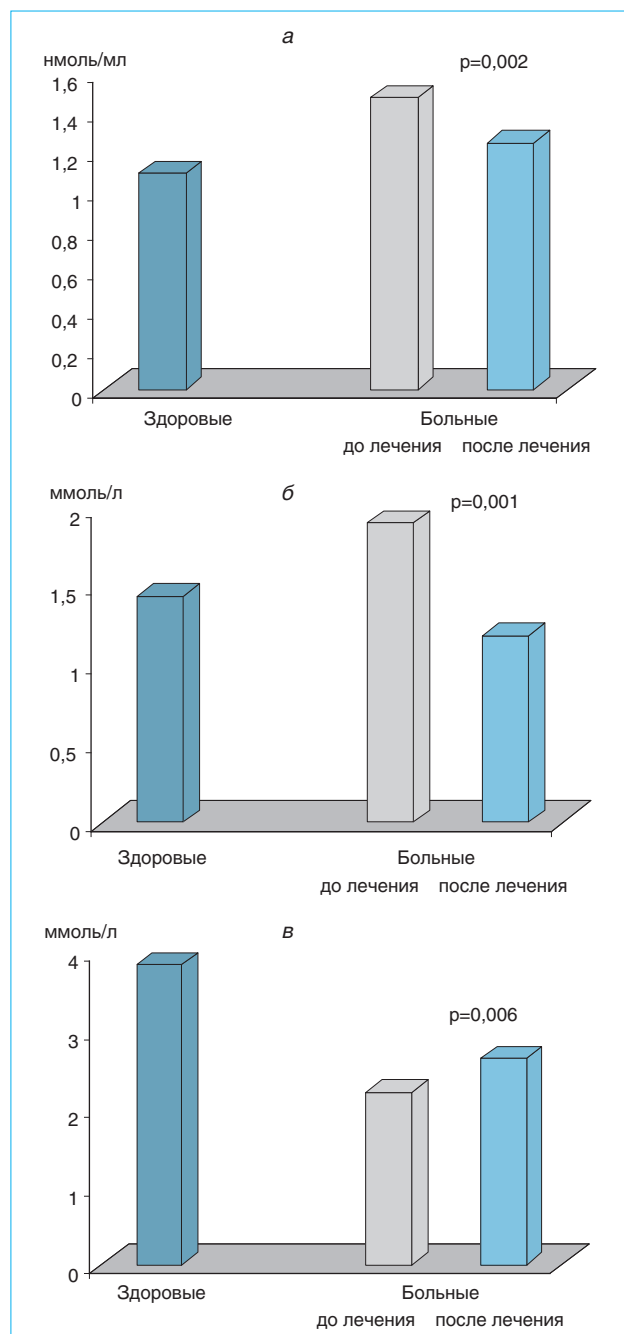 а
нмоль/мл
р=0,002
1,6
1,4
1,2
1
0,8
0,6
0,4
0,2
0
Здоровые Больные
до лечения после лечения
ммоль/л б
р=0,001
2
1,5
1
0,5
0
Здоровые Больные
до лечения после лечения
ммоль/л в
4
р=0,006
3
2
1
0
Здоровые Больные
до лечения после лечения